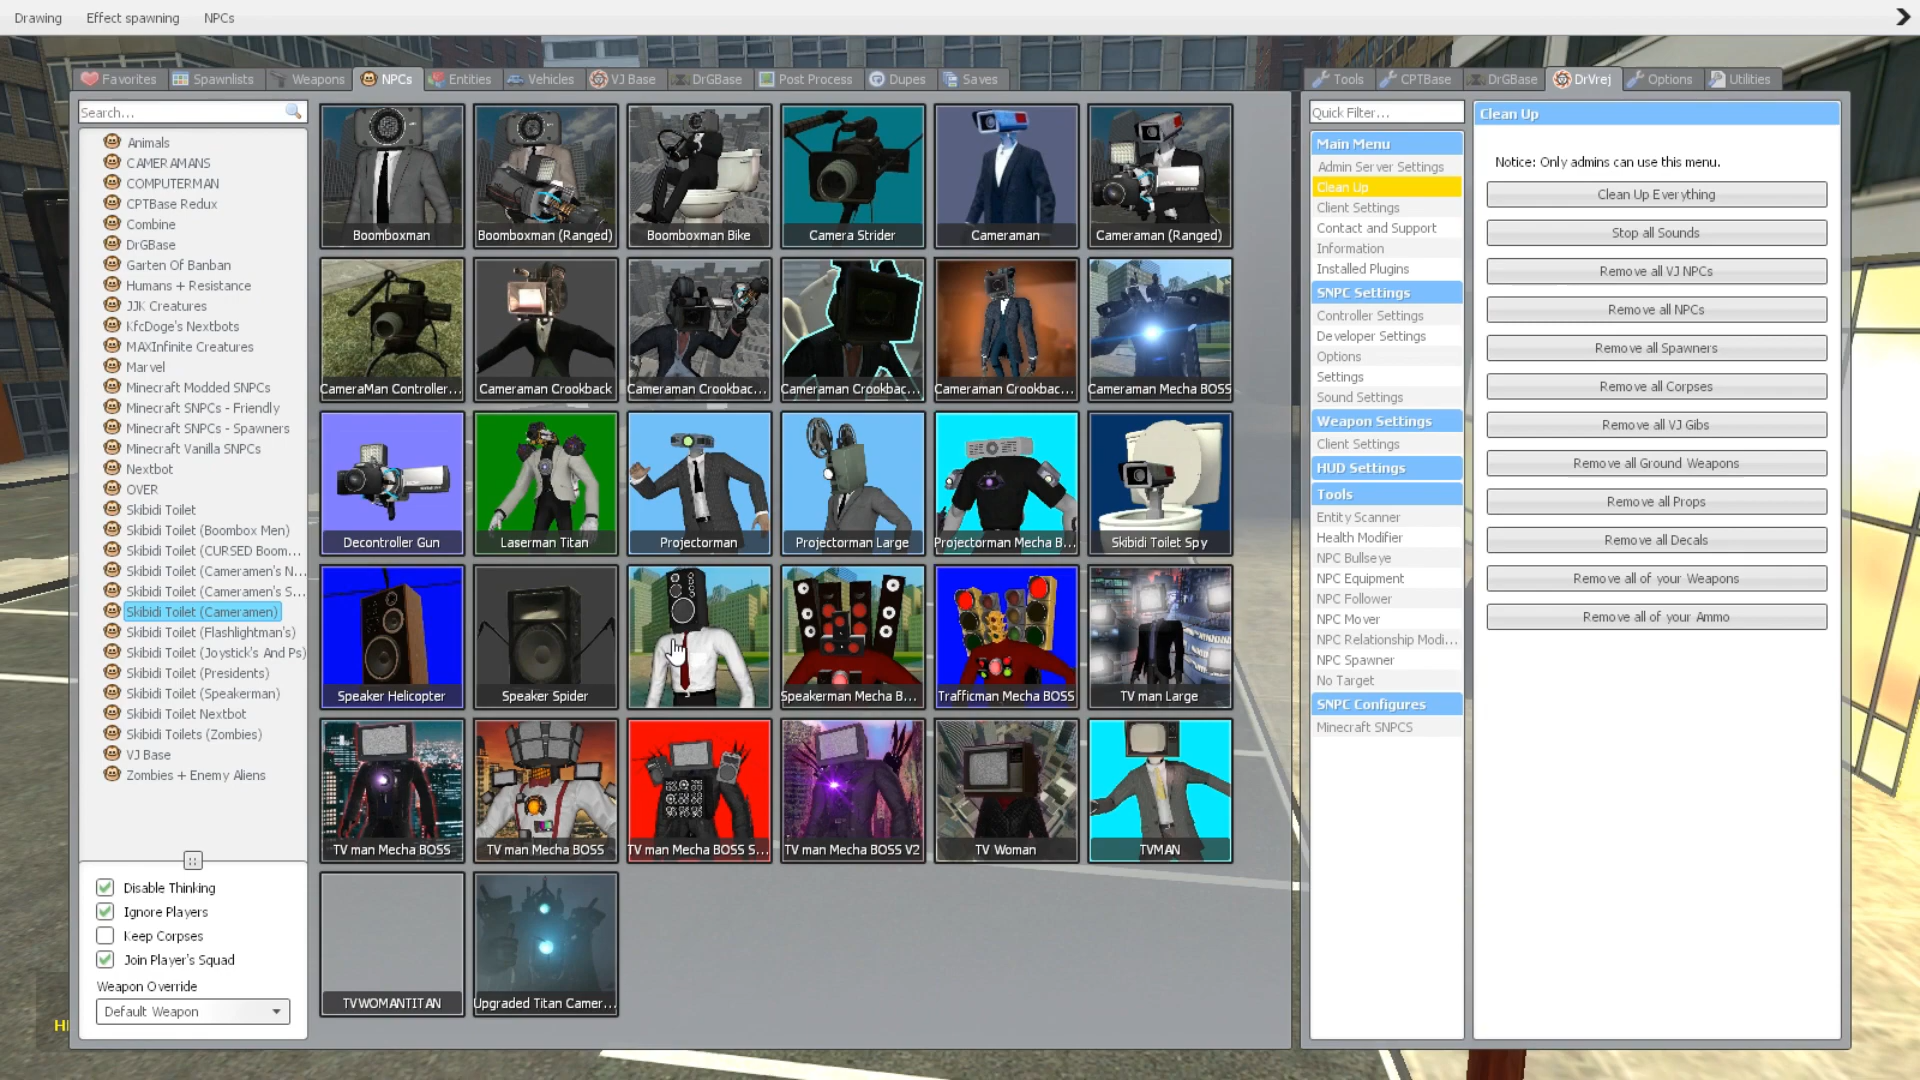 Drawing
Effect spawning
NPCs
Favorites
Spawnlists
Weapons
NPCs
Entities
Vehicles
VJ Base
DrGBase
Post Process
Dupes
Saves
Search...
Animals
CAMERAMANS
COMPUTERMAN
CPTBase Redux
Combine
DrGBase
Garten Of Banban
Humans + Resistance
JJK Creatures
KfcDoge's Nextbots
MAXInfinite Creatures
Marvel
Minecraft Modded SNPCs
Minecraft SNPCs - Friendly
Minecraft SNPCs - Spawners
Minecraft Vanilla SNPCs
Nextbot
OVER
Skibidi Toilet
Skibidi Toilet (Boombox Men)
Skibidi Toilet (CURSED Boom...
Skibidi Toilet (Cameramen's N...
Skibidi Toilet (Cameramen's S...
Skibidi Toilet (Cameramen)
Skibidi Toilet (Flashlightman's)
Skibidi Toilet (Joystick's And Ps)
Skibidi Toilet (Presidents)
Skibidi Toilet (Speakerman)
Skibidi Toilet Nextbot
Skibidi Toilets (Zombies)
VJ Base
Zombies + Enemy Aliens
Disable Thinking
Ignore Players
Keep Corpses
Join Player's Squad
Weapon Override
Default Weapon
Boomboxman
Boomboxman (Ranged)
Boomboxman Bike
Camera Strider
Cameraman
Cameraman (Ranged)
CameraMan Controller...
Cameraman Crookback
Cameraman Crookbac...
Cameraman Crookbac...
Cameraman Crookbac...
Cameraman Mecha BOSS
Decontroller Gun
Laserman Titan
Projectorman
Projectorman Large
Projectorman Mecha B...
Skibidi Toilet Spy
Speaker Helicopter
Speaker Spider
Speakerman Mecha B...
Trafficman Mecha BOSS
TV man Large
TV man Mecha BOSS
TV man Mecha BOSS
TV man Mecha BOSS S...
TV man Mecha BOSS V2
TV Woman
TVMAN
TVWOMANTITAN
Upgraded Titan Camer...
Tools
CPTBase
DrGBase
DrVrej
Options
Utilities
Quick Filter...
Main Menu
Admin Server Settings
Clean Up
Client Settings
Contact and Support
Information
Installed Plugins
SNPC Settings
Controller Settings
Developer Settings
Options
Settings
Sound Settings
Weapon Settings
Client Settings
HUD Settings
Tools
Entity Scanner
Health Modifier
NPC Bullseye
NPC Equipment
NPC Follower
NPC Mover
NPC Relationship Modi...
NPC Spawner
No Target
SNPC Configures
Minecraft SNPCS
Clean Up
Notice: Only admins can use this menu.
Clean Up Everything
Stop all Sounds
Remove all VJ NPCs
Remove all NPCs
Remove all Spawners
Remove all Corpses
Remove all VJ Gibs
Remove all Ground Weapons
Remove all Props
Remove all Decals
Remove all of your Weapons
Remove all of your Ammo